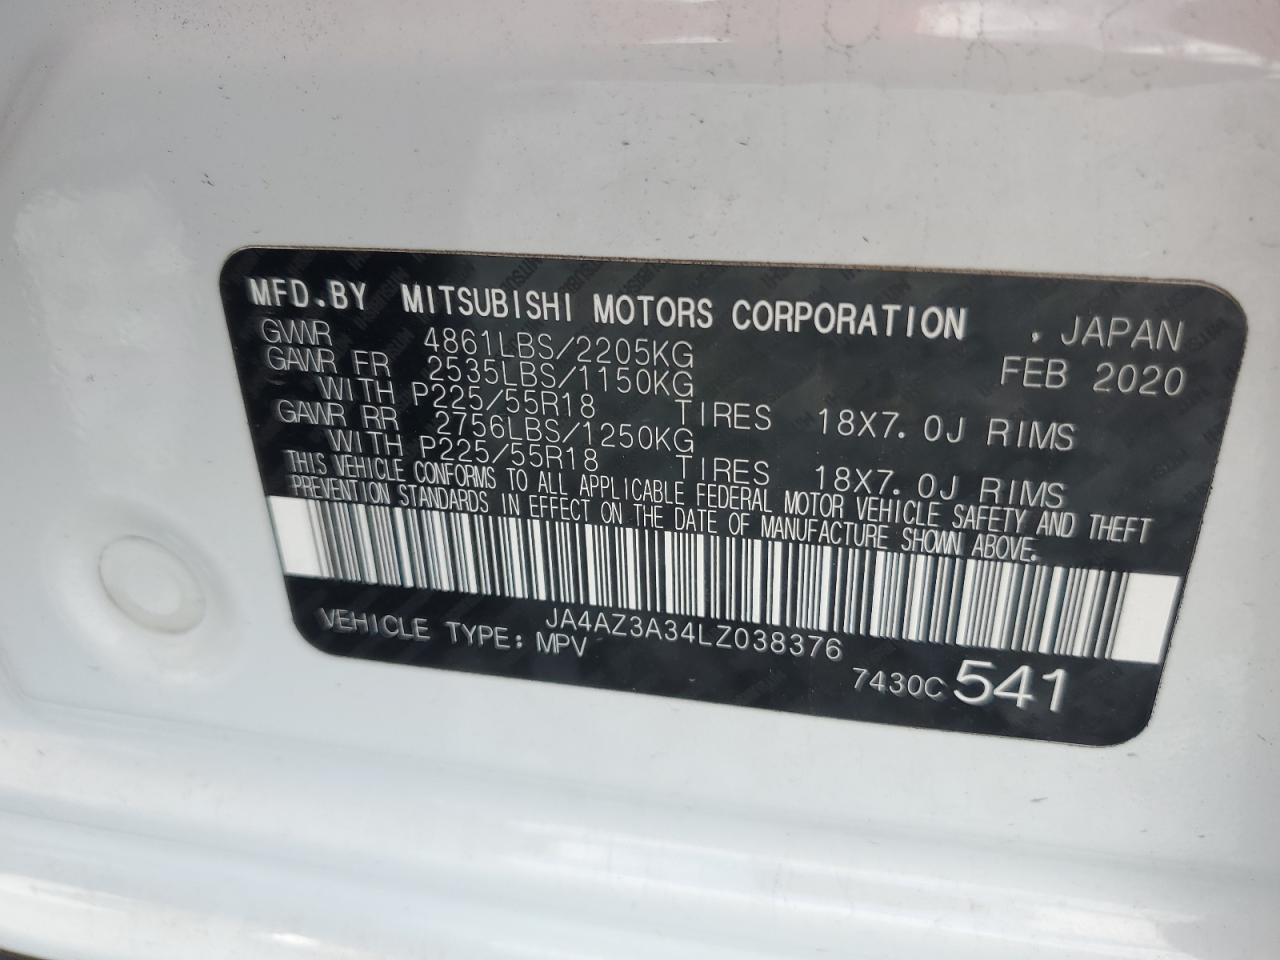 MFD.BY MITSUBISHI MOTORS CORPORATION , JAPAN
GVWR 4861LBS/2205KG FEB 2020
GAWR FR 2535LBS/1150KG
WITH P225/55R18 TIRES 18X7.0J RIMS
GAWR RR 2756LBS/1250KG
WITH P225/55R18 TIRES 18X7.0J RIMS
THIS VEHICLE CONFORMS TO ALL APPLICABLE FEDERAL MOTOR VEHICLE SAFETY AND THEFT
PREVENTION STANDARDS IN EFFECT ON THE DATE OF MANUFACTURE SHOWN ABOVE.
JA4AZ3A34LZ038376
VEHICLE TYPE: MPV
7430C 541